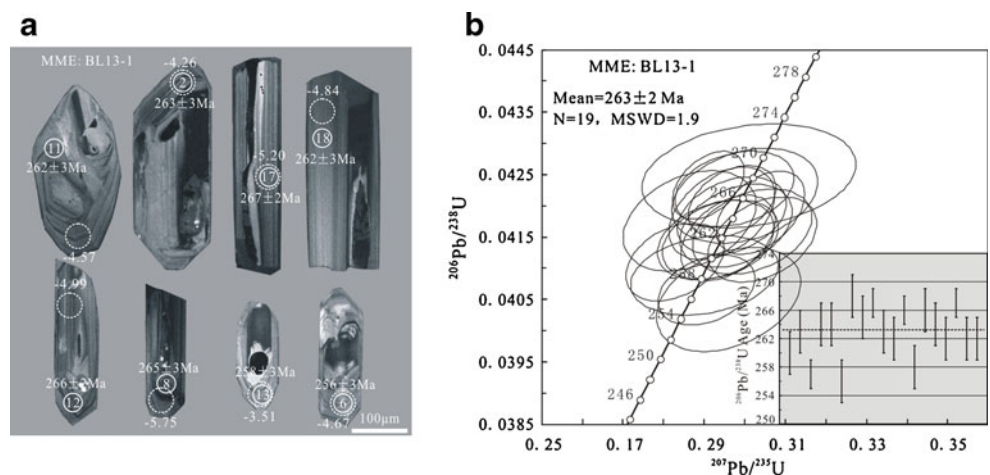 a
MME: BL13-1
-4.26
2
263±3Ma
11
262±3Ma
-4.57
-5.20
17
267±2Ma
-4.84
18
262±3Ma
-4.99
266±2Ma
12
265±3Ma
8
-5.75
258±3Ma
13
-3.51
256±3Ma
6
-4.67
100μm
b
MME: BL13-1
Mean=263±2 Ma
N=19, MSWD=1.9
²⁰⁶Pb/²³⁸U
0.0445
0.0435
0.0425
0.0415
0.0405
0.0395
0.0385
278
274
270
266
262
258
254
250
246
0.25
0.17
0.29
0.31
0.33
0.35
²⁰⁷Pb/²³⁵U
²⁰⁶Pb/²³⁸U Age (Ma)
274
270
266
262
258
254
250